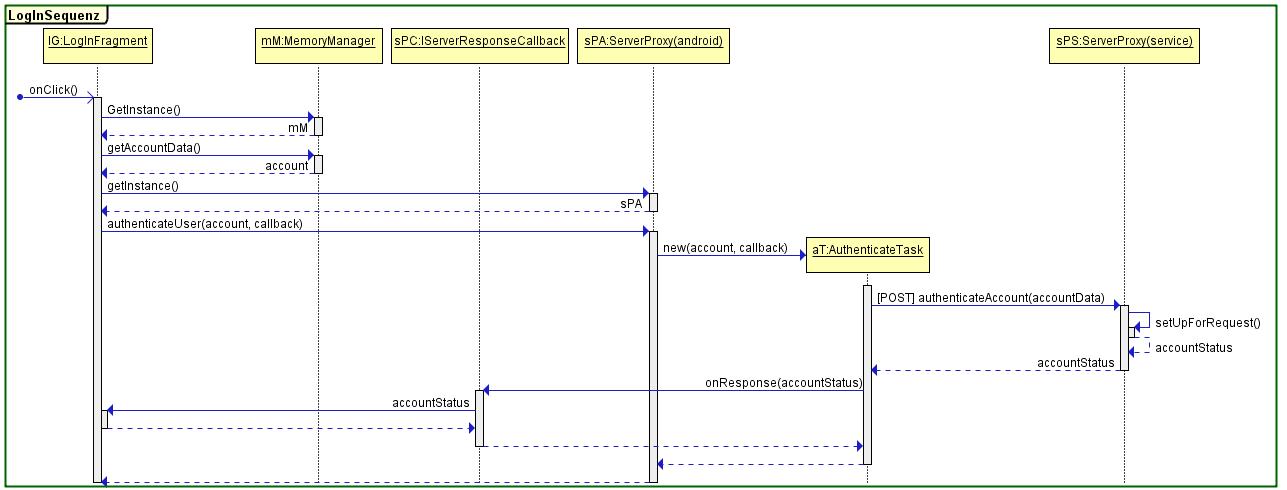 LogInSequenz
lG:LogInFragment
mM:MemoryManager
sPC:IServerResponseCallback
sPA:ServerProxy(android)
sPS:ServerProxy(service)
onClick()
GetInstance()
mM
getAccountData()
account
getInstance()
sPA
authenticateUser(account, callback)
new(account, callback)
aT:AuthenticateTask
[POST] authenticateAccount(accountData)
setUpForRequest()
accountStatus
accountStatus
onResponse(accountStatus)
accountStatus